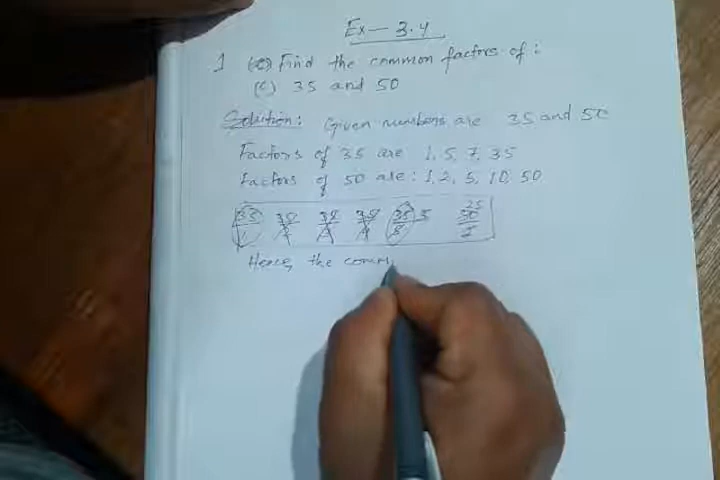 Ex - 3.4
1 (c) Find the common factors of :
(c) 35 and 50
Solution: Given numbers are 35 and 50
Factors of 35 are 1, 5, 7, 35
Factors of 50 are : 1, 2, 5, 10, 50
Hence, the comm